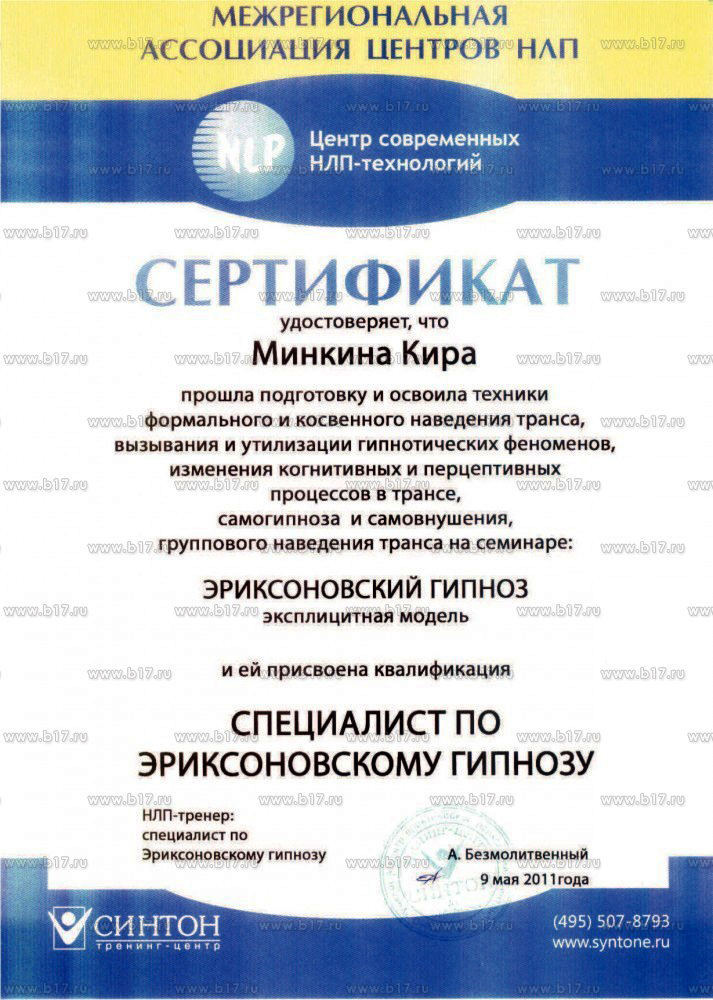 МЕЖРЕГИОНАЛЬНАЯ
АССОЦИАЦИЯ ЦЕНТРОВ НЛП
NLP
Центр современных
НЛП-технологий
СЕРТИФИКАТ
удостоверяет, что
Минкина Кира
прошла подготовку и освоила техники
формального и косвенного наведения транса,
вызывания и утилизации гипнотических феноменов,
изменения когнитивных и перцептивных
процессов в трансе,
самогипноза и самовнушения,
группового наведения транса на семинаре:
ЭРИКСОНОВСКИЙ ГИПНОЗ
эксплицитная модель
и ей присвоена квалификация
СПЕЦИАЛИСТ ПО
ЭРИКСОНОВСКОМУ ГИПНОЗУ
НЛП-тренер:
специалист по
Эриксоновскому гипнозу
А. Безмолитвенный
9 мая 2011года
СИНТОН
тренинг-центр
(495) 507-8793
www.syntone.ru
www.b17.ru